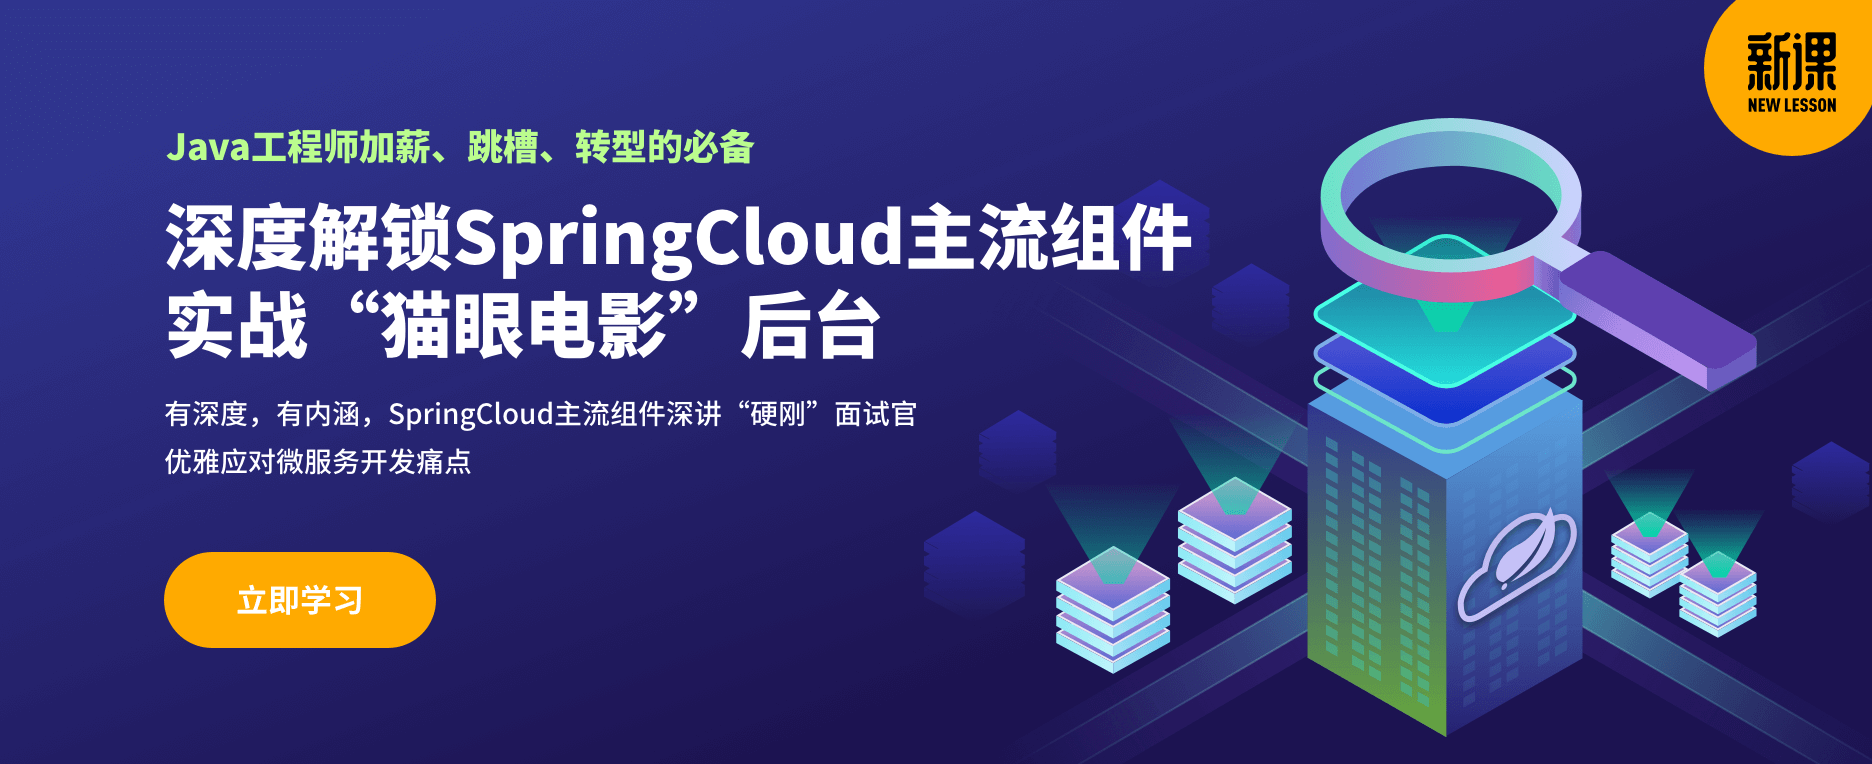 新课
NEW LESSON
Java工程师加薪、跳槽、转型的必备
深度解锁SpringCloud主流组件
实战“猫眼电影”后台
有深度，有内涵，SpringCloud主流组件深讲“硬刚”面试官
优雅应对微服务开发痛点
立即学习